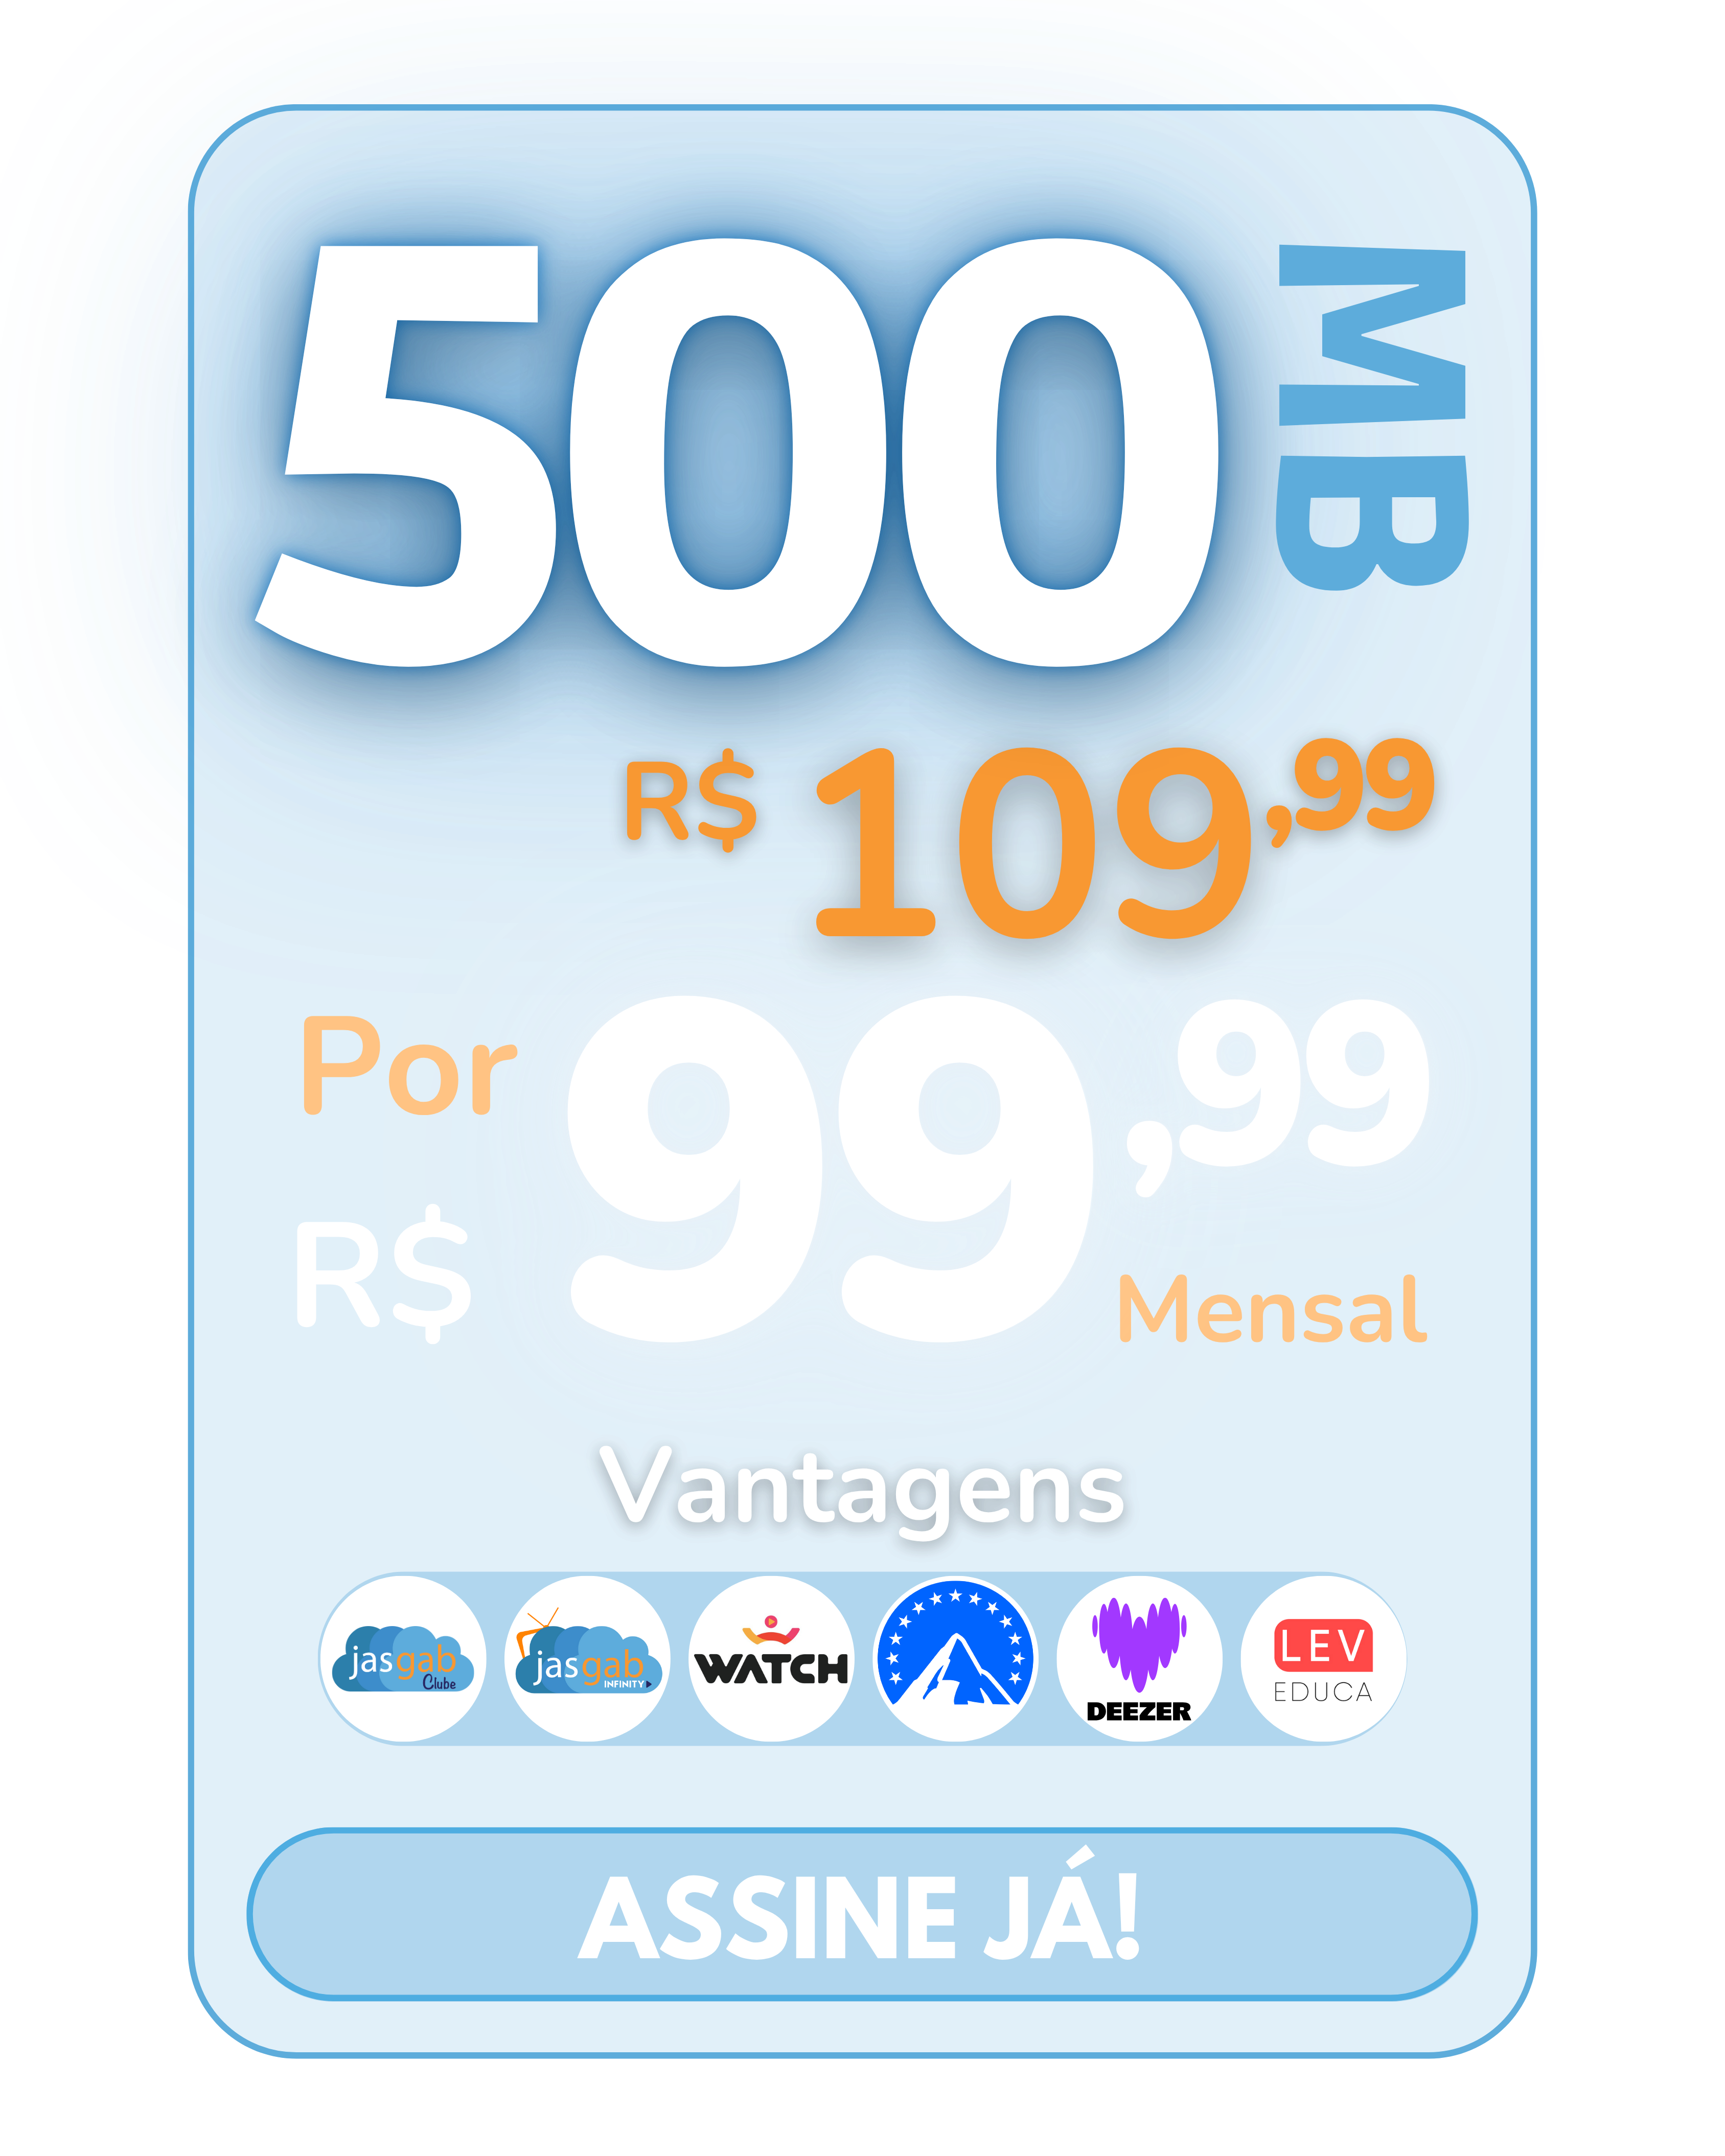 500 MB
R$ 109,99
Por
R$ 99,99
Mensal
Vantagens
jasgab Clube
jasgab INFINITY
WATCH
DEEZER
LEV EDUCA
ASSINE JÁ!